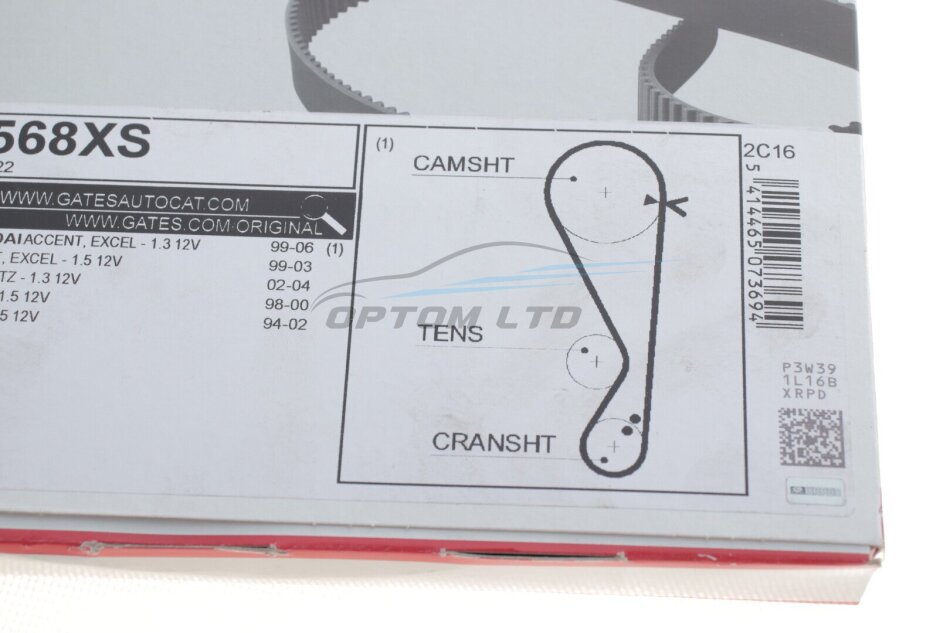 568XS
22
WWW.GATESAUTOCAT.COM
WWW.GATES.COM/ORIGINAL
DAI ACCENT, EXCEL - 1.3 12V 99-06 (1)
T, EXCEL - 1.5 12V 99-03
TZ - 1.3 12V 02-04
1.5 12V 98-00
.5 12V 94-02
(1)
CAMSHT
TENS
CRANSHT
2C16
5 414465 073694
P3W39
1L16B
XRPD
OPTOM LTD